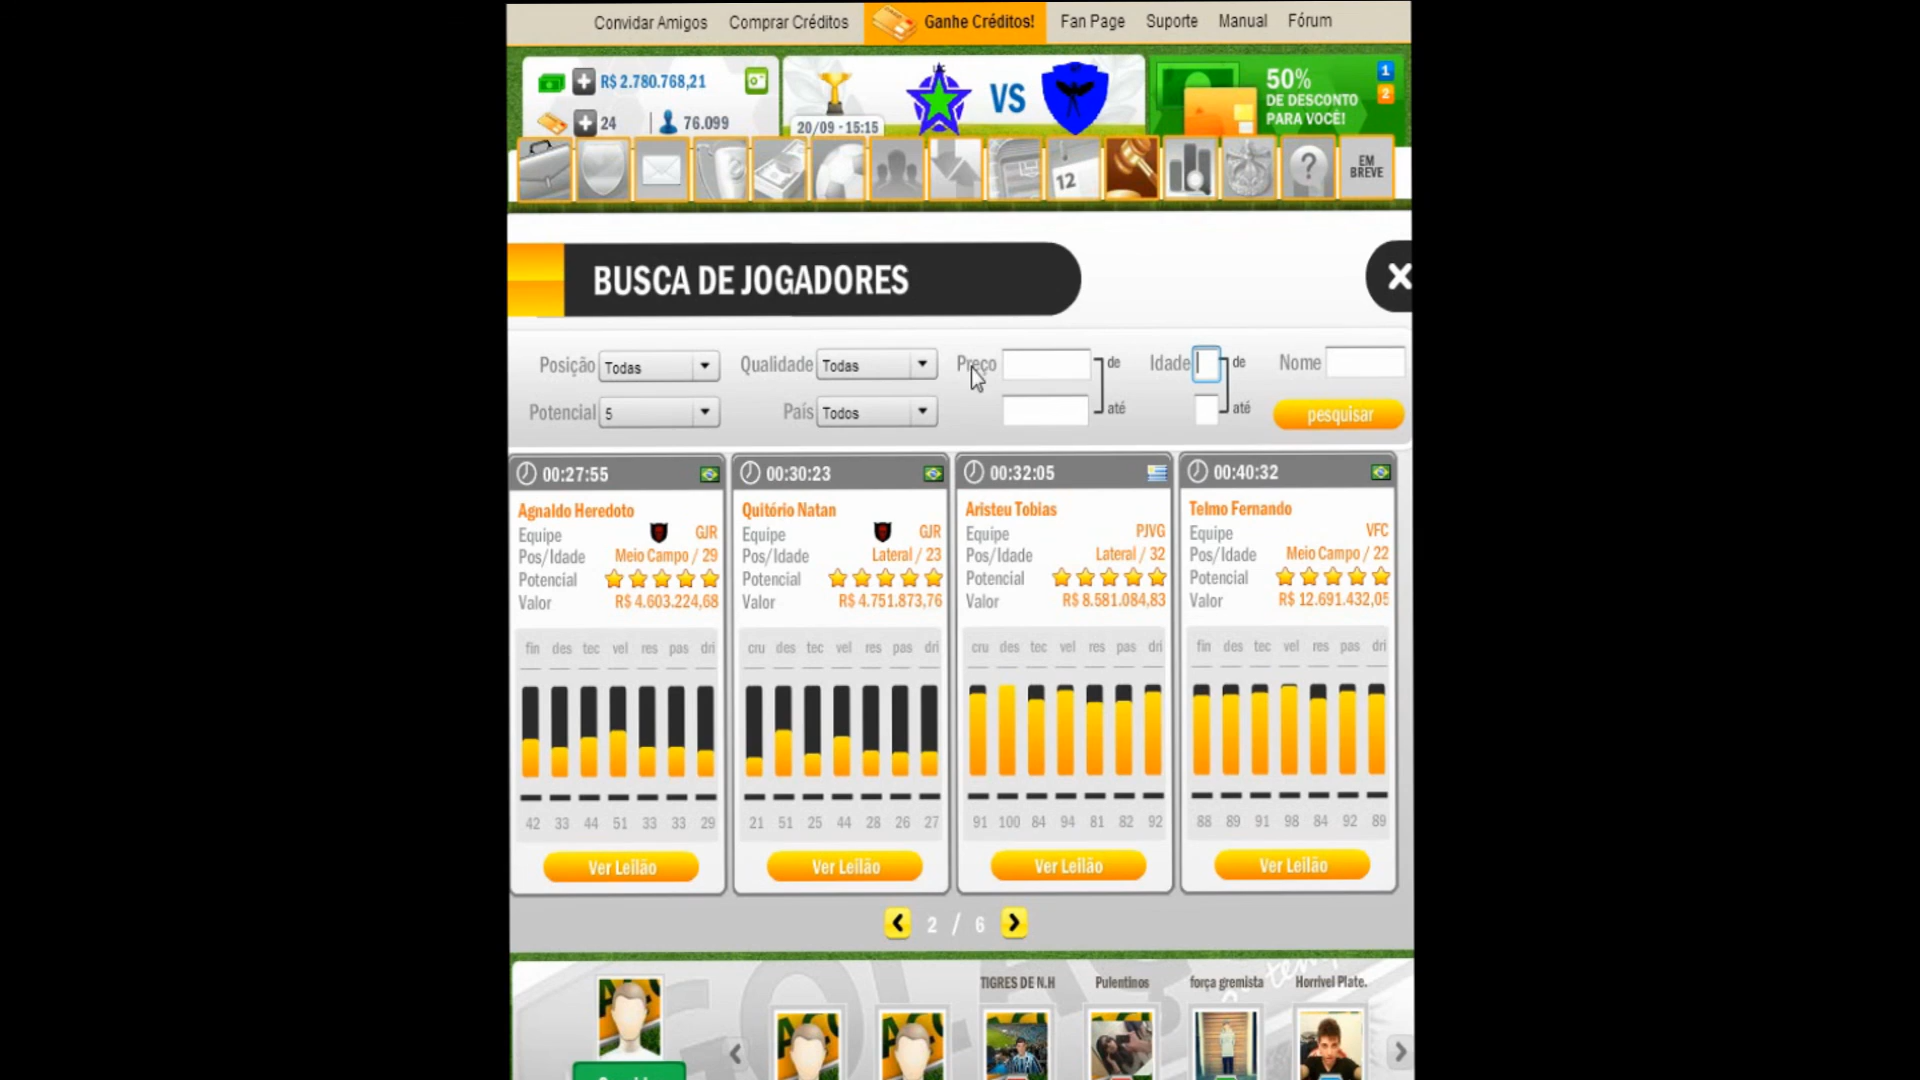 Convidar Amigos Comprar Créditos Ganhe Créditos! Fan Page Suporte Manual Fórum
R$ 2.780.768,21
24 76.099
20/09 - 15:15
VS
50%
DE DESCONTO
PARA VOCÊ!
1
2
12
?
EM BREVE
BUSCA DE JOGADORES
X
Posição Todas Qualidade Todas Preço de Idade de Nome
Potencial 5 País Todos até até pesquisar
00:27:55 00:30:23 00:32:05 00:40:32
Agnaldo Heredoto Quitório Natan Aristeu Tobias Telmo Fernando
Equipe GJR Equipe GJR Equipe PJVG Equipe VFC
Pos/Idade Meio Campo / 29 Pos/Idade Lateral / 23 Pos/Idade Lateral / 32 Pos/Idade Meio Campo / 22
Potencial Potencial Potencial Potencial
Valor R$ 4.603.224,68 Valor R$ 4.751.873,76 Valor R$ 8.581.084,83 Valor R$ 12.691.432,05
fin des tec vel res pas dri cru des tec vel res pas dri cru des tec vel res pas dri fin des tec vel res pas dri
42 33 44 51 33 33 29 21 51 25 44 28 26 27 91 100 84 94 81 82 92 88 89 91 98 84 92 89
Ver Leilão Ver Leilão Ver Leilão Ver Leilão
2 / 6
TIGRES DE N.H Pulentinos força gremista Horrivel Plate.